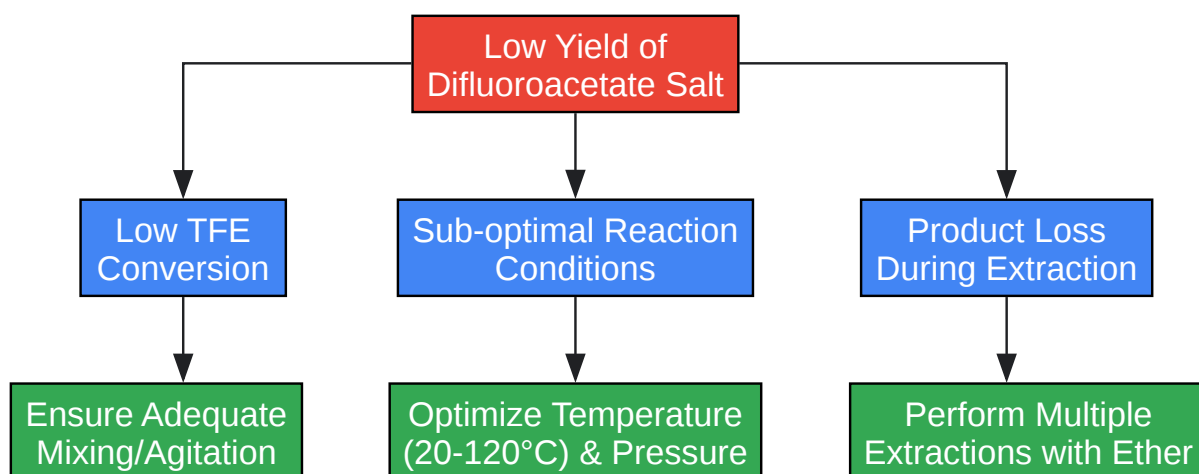 Low Yield of
Difluoroacetate Salt
Low TFE
Conversion
Sub-optimal Reaction
Conditions
Product Loss
During Extraction
Ensure Adequate
Mixing/Agitation
Optimize Temperature
(20-120°C) & Pressure
Perform Multiple
Extractions with Ether